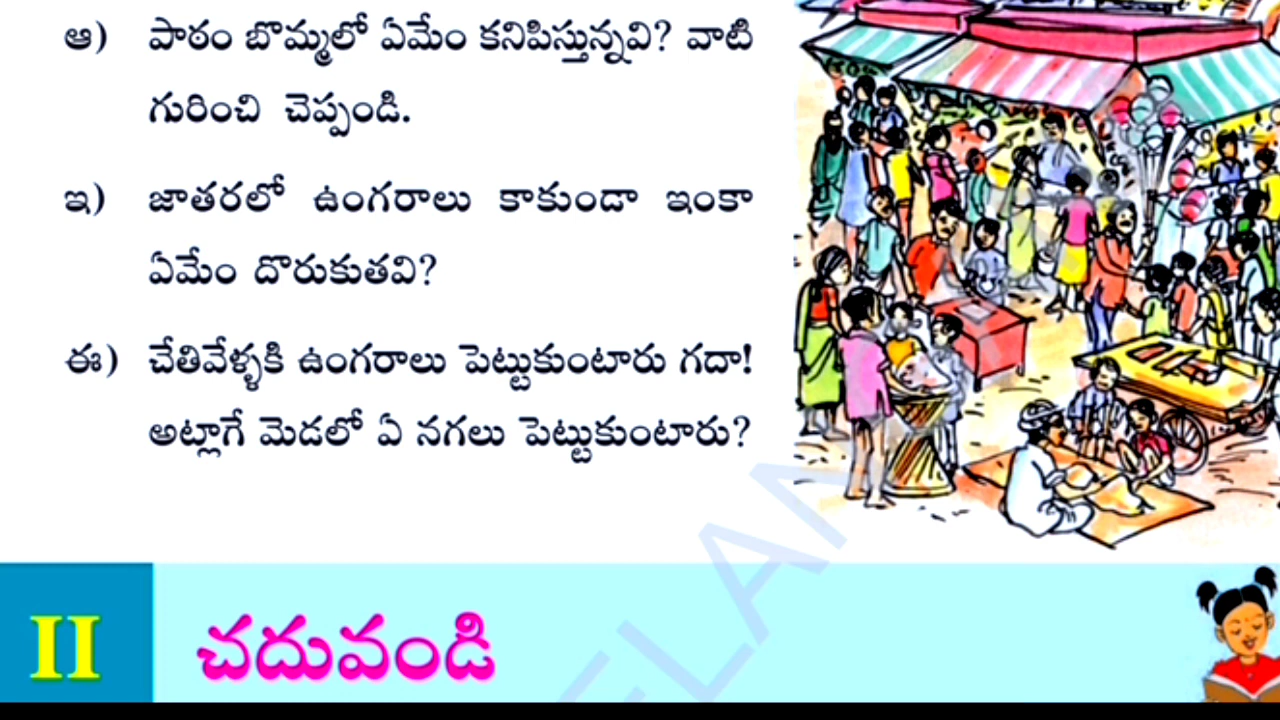 ఆ) పాఠం బొమ్మలో ఏమేం కనిపిస్తున్నవి? వాటి
గురించి చెప్పండి.
ఇ) జాతరలో ఉంగరాలు కాకుండా ఇంకా
ఏమేం దొరుకుతవి?
ఈ) చేతివేళ్ళకి ఉంగరాలు పెట్టుకుంటారు గదా!
అట్లాగే మెడలో ఏ నగలు పెట్టుకుంటారు?
II చదువండి